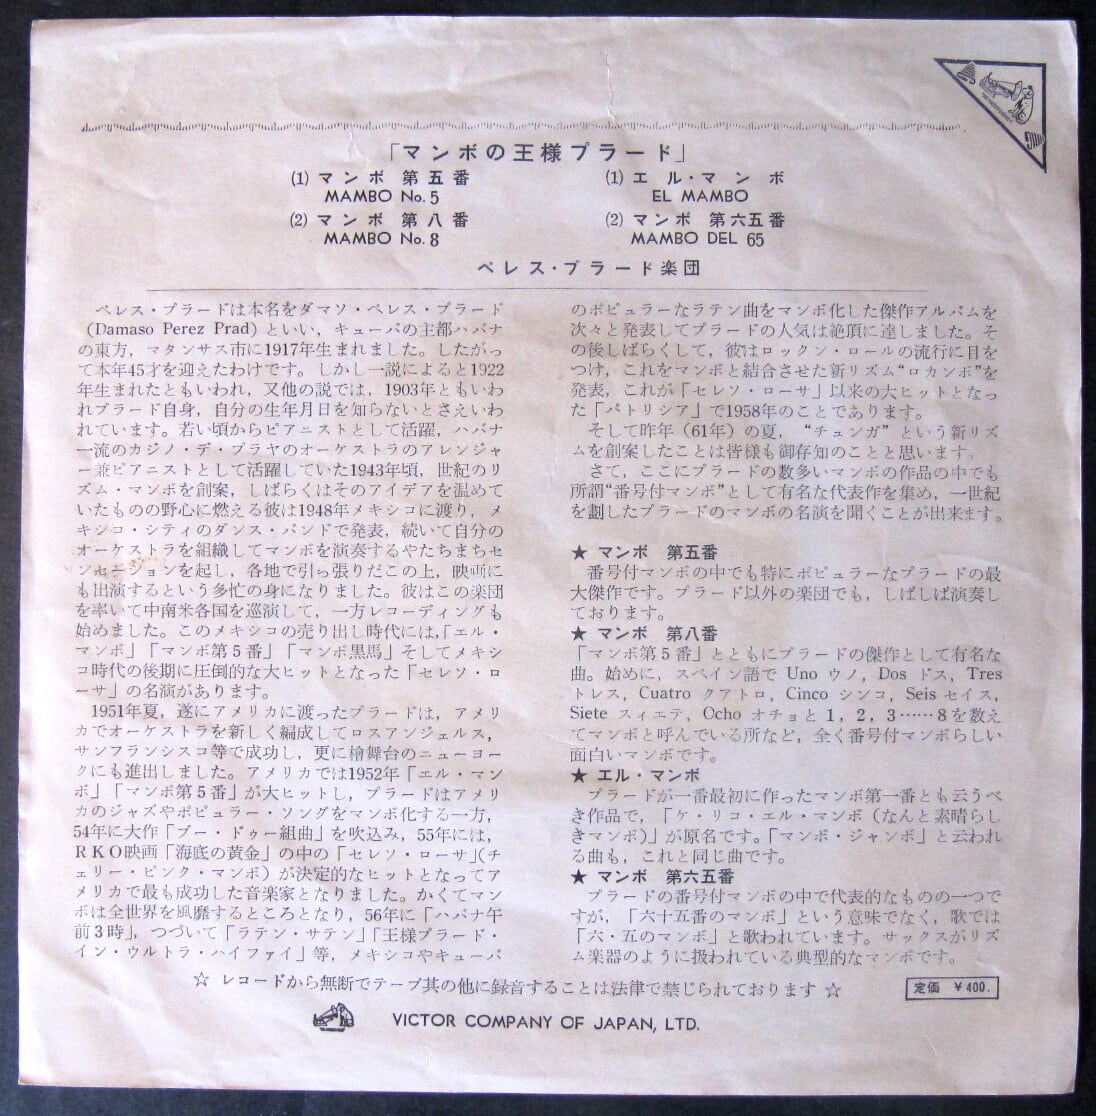 「マンボの王様プラード」
(1) マンボ 第五番
MAMBO No. 5
(2) マンボ 第八番
MAMBO No. 8
(1) エル・マンボ
EL MAMBO
(2) マンボ 第六五番
MAMBO DEL 65
ペレス・プラード楽団
ペレス・プラードは本名をダマソ・ペレス・プラード
(Damaso Perez Prad) といい，キューバの主都ハバナ
の東方，マタンサス市に1917年生まれました。したがっ
て本年45才を迎えたわけです。しかし一説によると1922
年生まれたともいわれ，又他の説では，1903年ともいわ
れプラード自身，自分の生年月日を知らないとさえいわ
れています。若い頃からピアニストとして活躍，ハバナ
一流のカジノ・デ・プラヤのオーケストラのアレンジャ
ー兼ピアニストとして活躍していた1943年頃，世紀のリ
ズム・マンボを創案，しばらくはそのアイデアを温めて
いたものの野心に燃える彼は1948年メキシコに渡り，メ
キシコ・シティのダンス・バンドで発表，続いて自分の
オーケストラを組織してマンボを演奏するやたちまちセ
ンセーションを起し，各地で引っ張りだこの上，映画に
も出演するという多忙の身になりました。彼はこの楽団
を率いて中南米各国を巡演して，一方レコーディングも
始めました。このメキシコの売り出し時代には，「エル・
マンボ」「マンボ第5番」「マンボ黒馬」そしてメキシ
コ時代の後期に圧倒的な大ヒットとなった「セレソ・ロ
ーサ」の名演があります。
1951年夏，遂にアメリカに渡ったプラードは，アメリ
カでオーケストラを新しく編成してロスアンジェルス，
サンフランシスコ等で成功し，更に檜舞台のニューヨー
クにも進出しました。アメリカでは1952年「エル・マン
ボ」「マンボ第5番」が大ヒットし，プラードはアメリ
カのジャズやポピュラー・ソングをマンボ化する一方，
54年に大作「ブー・ドゥー組曲」を吹込み，55年には，
RKO映画「海底の黄金」の中の「セレソ・ローサ」(チ
ェリー・ピンク・マンボ) が決定的なヒットとなってア
メリカで最も成功した音楽家となりました。かくてマン
ボは全世界を風靡するところとなり，56年に「ハバナ午
前3時」，つづいて「ラテン・サテン」「王様プラード・
イン・ウルトラ・ハイファイ」等，メキシコやキューバ
のポピュラーなラテン曲をマンボ化した傑作アルバムを
次々と発表してプラードの人気は絶頂に達しました。そ
の後しばらくして，彼はロックン・ロールの流行に目を
つけ，これをマンボと結合させた新リズム“ロカンボ”を
発表，これが「セレソ・ローサ」以来の大ヒットとなっ
た「パトリシア」で1958年のことであります。
そして昨年（61年）の夏，“チュンガ”という新リズ
ムを創案したことは皆様も御存知のことと思います。
さて，ここにプラードの数多いマンボの作品の中でも
所謂“番号付マンボ”として有名な代表作を集め，一世紀
を劃したプラードのマンボの名演を聞くことが出来ます。
★ マンボ 第五番
番号付マンボの中でも特にポピュラーなプラードの最
大傑作です。プラード以外の楽団でも，しばしば演奏し
ております。
★ マンボ 第八番
「マンボ第5番」とともにプラードの傑作として有名な
曲。始めに，スペイン語で Uno ウノ，Dos ドス，Tres
トレス，Cuatro クアトロ，Cinco シンコ，Seis セイス，
Siete スィエテ，Ocho オチョと 1，2，3……8を数え
てマンボと呼んでいる所など，全く番号付マンボらしい
面白いマンボです。
★ エル・マンボ
プラードが一番最初に作ったマンボ第一番とも云うべ
き作品で，「ケ・リコ・エル・マンボ（なんと素晴らし
きマンボ）」が原名です。「マンボ・ジャンボ」と云われ
る曲も，これと同じ曲です。
★ マンボ 第六五番
プラードの番号付マンボの中で代表的なものの一つで
すが，「六十五番のマンボ」という意味でなく，歌では
「六・五のマンボ」と歌われています。サックスがリズ
ム楽器のように扱われている典型的なマンボです。
☆ レコードから無断でテープ其の他に録音することは法律で禁じられております ☆
定価 ¥400.
VICTOR COMPANY OF JAPAN, LTD.